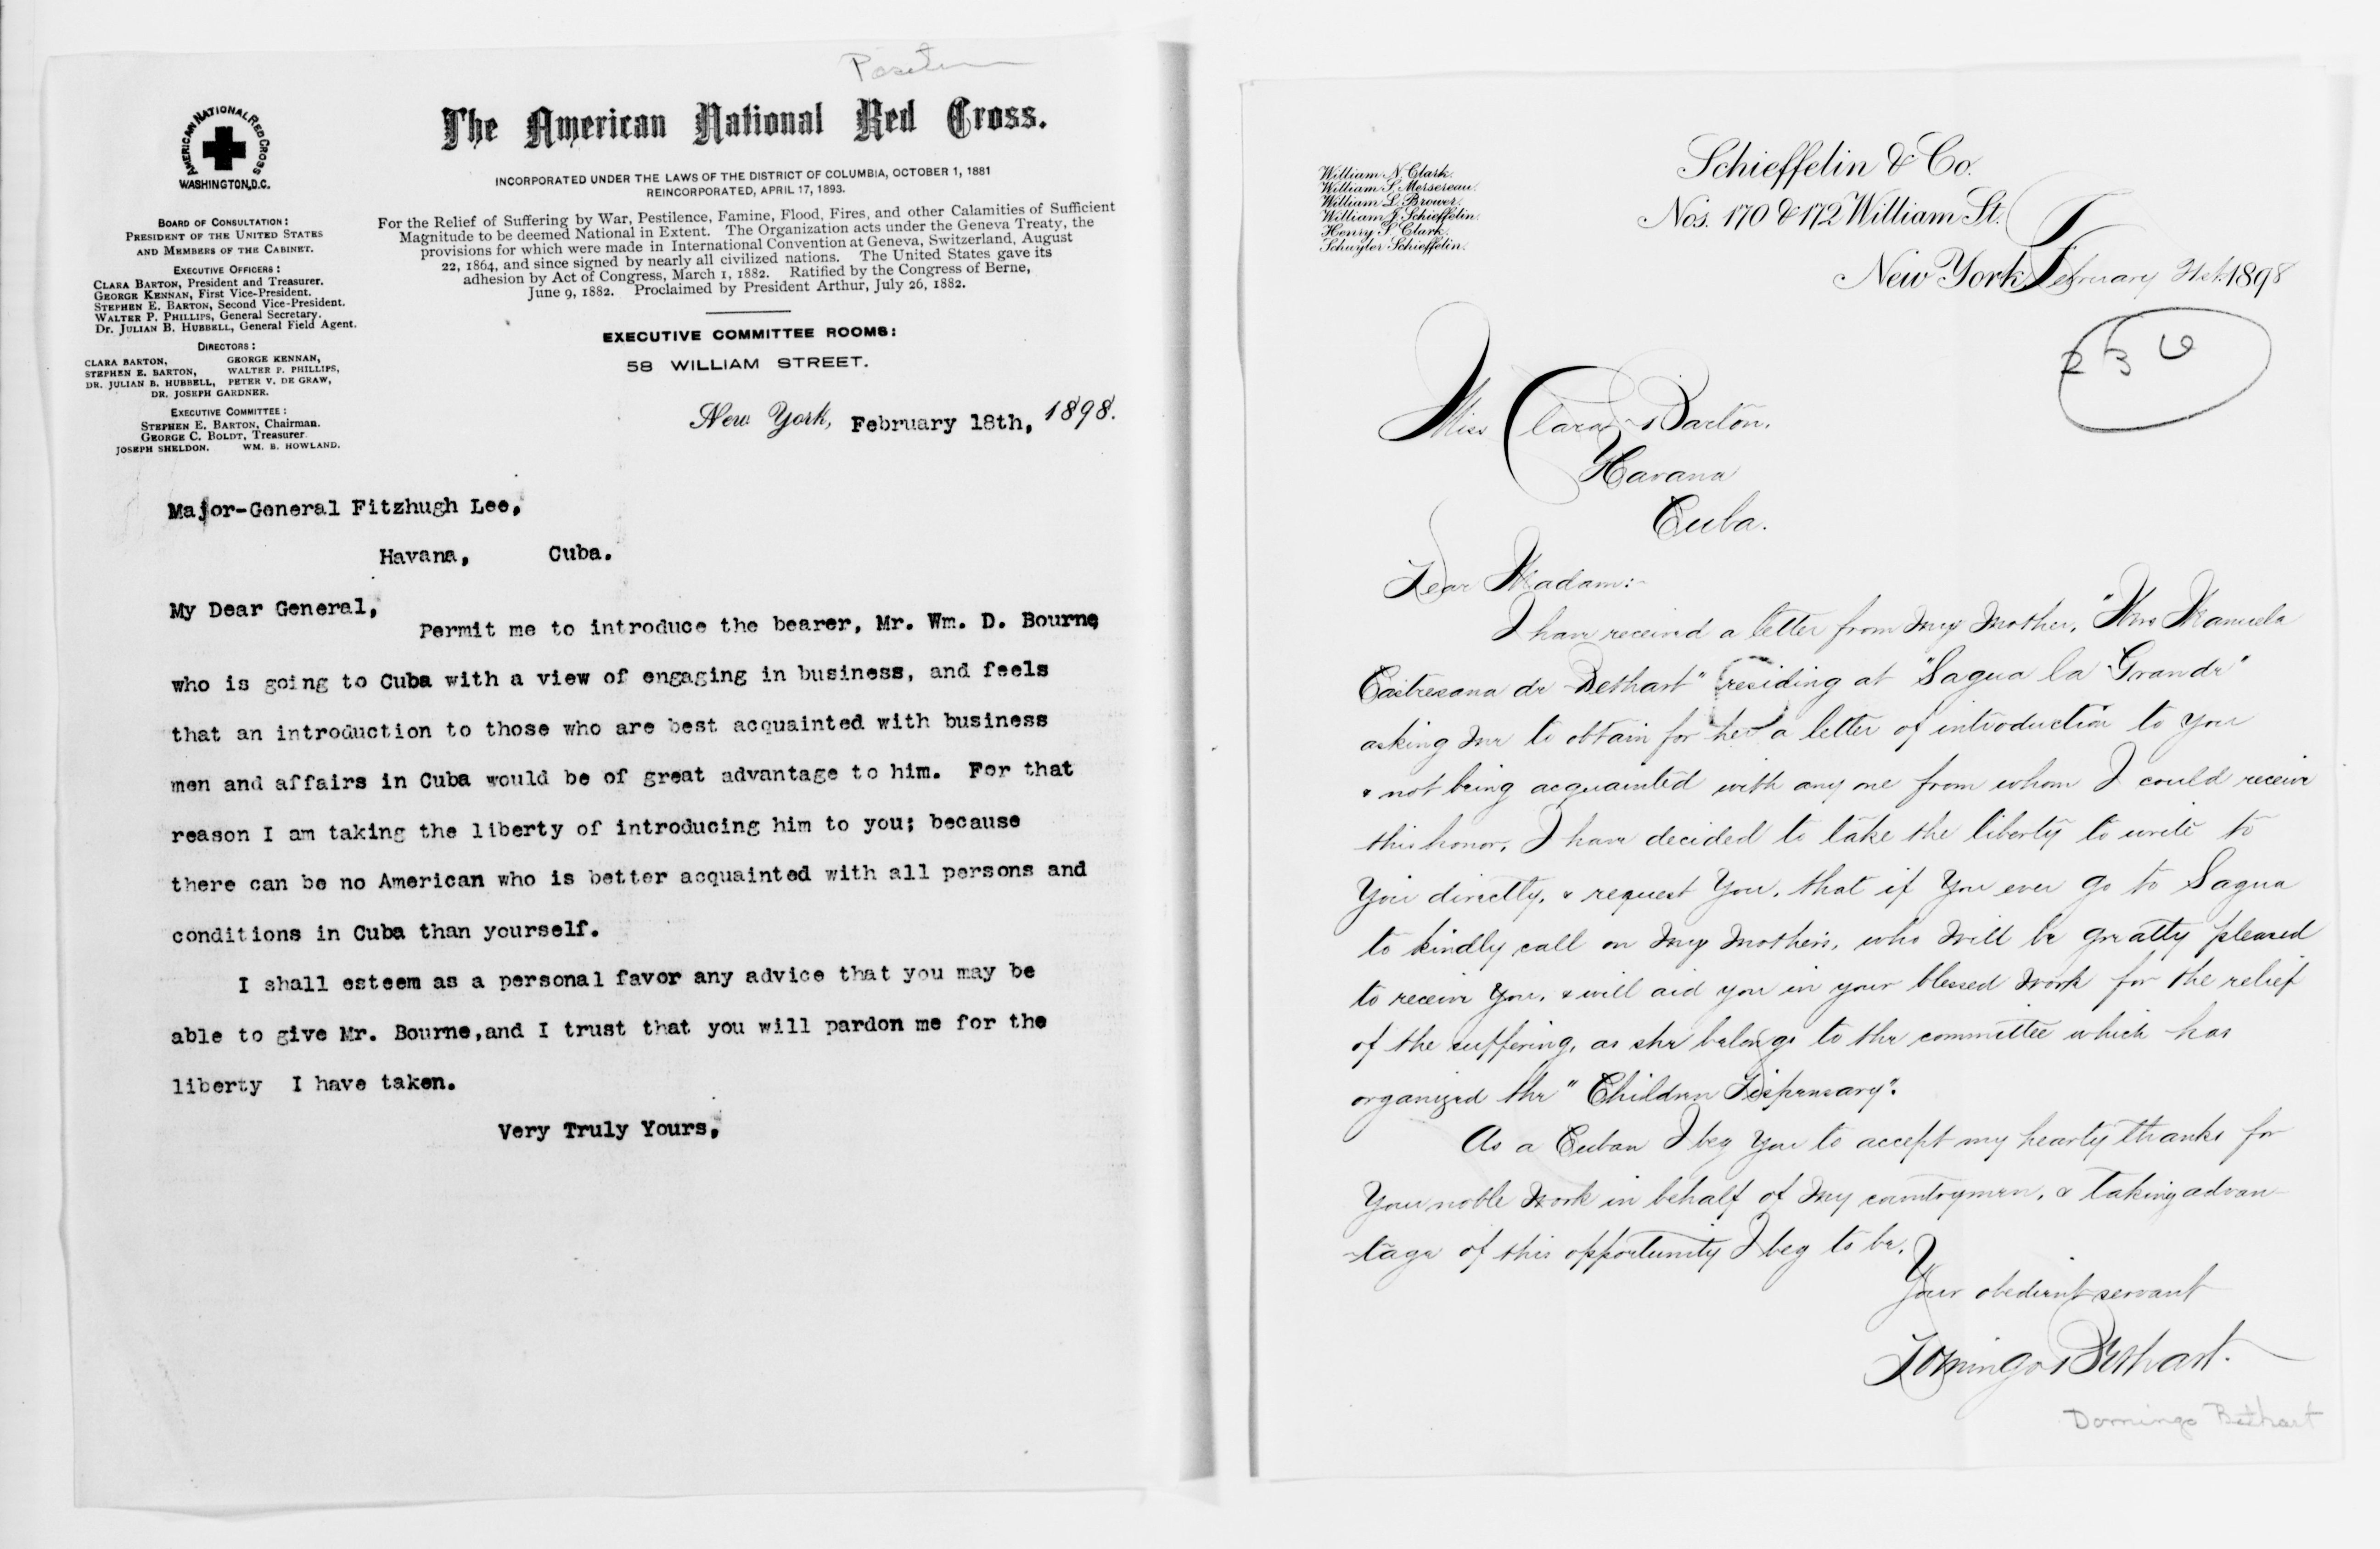 AMERICAN NATIONAL RED CROSS
WASHINGTON, D.C.
The American National Red Cross.
INCORPORATED UNDER THE LAWS OF THE DISTRICT OF COLUMBIA, OCTOBER 1, 1881
REINCORPORATED, APRIL 17, 1893.
For the Relief of Suffering by War, Pestilence, Famine, Flood, Fires, and other Calamities of Sufficient
Magnitude to be deemed National in Extent. The Organization acts under the Geneva Treaty, the
provisions for which were made in International Convention at Geneva, Switzerland, August
22, 1864, and since signed by nearly all civilized nations. The United States gave its
adhesion by Act of Congress, March 1, 1882. Ratified by the Congress of Berne,
June 9, 1882. Proclaimed by President Arthur, July 26, 1882.
BOARD OF CONSULTATION:
PRESIDENT OF THE UNITED STATES
AND MEMBERS OF THE CABINET.
EXECUTIVE OFFICERS:
CLARA BARTON, President and Treasurer.
GEORGE KENNAN, First Vice-President.
STEPHEN E. BARTON, Second Vice-President.
WALTER P. PHILLIPS, General Secretary.
DR. JULIAN B. HUBBELL, General Field Agent.
DIRECTORS:
CLARA BARTON, GEORGE KENNAN,
STEPHEN E. BARTON, WALTER P. PHILLIPS,
DR. JULIAN B. HUBBELL, PETER V. DE GRAW,
DR. JOSEPH GARDNER.
EXECUTIVE COMMITTEE:
STEPHEN E. BARTON, Chairman.
GEORGE C. BOLDT, Treasurer
JOSEPH SHELDON. WM. B. HOWLAND.
EXECUTIVE COMMITTEE ROOMS:
58 WILLIAM STREET.
New York, February 18th, 1898.
Major-General Fitzhugh Lee,
Havana, Cuba.
My Dear General,
Permit me to introduce the bearer, Mr. Wm. D. Bourne
who is going to Cuba with a view of engaging in business, and feels
that an introduction to those who are best acquainted with business
men and affairs in Cuba would be of great advantage to him. For that
reason I am taking the liberty of introducing him to you; because
there can be no American who is better acquainted with all persons and
conditions in Cuba than yourself.
I shall esteem as a personal favor any advice that you may be
able to give Mr. Bourne,and I trust that you will pardon me for the
liberty I have taken.
Very Truly Yours,
William N. Clark.
William S. Mersereau.
William L. Brower.
William J. Schieffelin.
Henry S. Clark.
Schuyler Schieffelin.
Schieffelin & Co.
Nos. 170 & 172 William St.
New York, February 21st. 1898
236
Miss Clara Barton.
Havana
Cuba.
Dear Madam:-
I have received a letter from my mother, "Mrs Manuela
Castresana de Bethart" residing at "Sagua la Grande"
asking me to obtain for her a letter of introduction to you
& not being acquainted with any one from whom I could receive
this honor, I have decided to take the liberty to write to
You directly, & request You, that if You ever go to Sagua
to kindly call on my mother, who will be greatly pleased
to receive You, & will aid you in your blessed work for the relief
of the suffering, as she belongs to the committee which has
organized the "Children Dispensary".
As a Cuban I beg You to accept my hearty thanks for
Your noble work in behalf of my countrymen, & taking advan-
-tage of this opportunity I beg to be,
Your obedient servant
Domingo Bethart.
Domingo Bethart